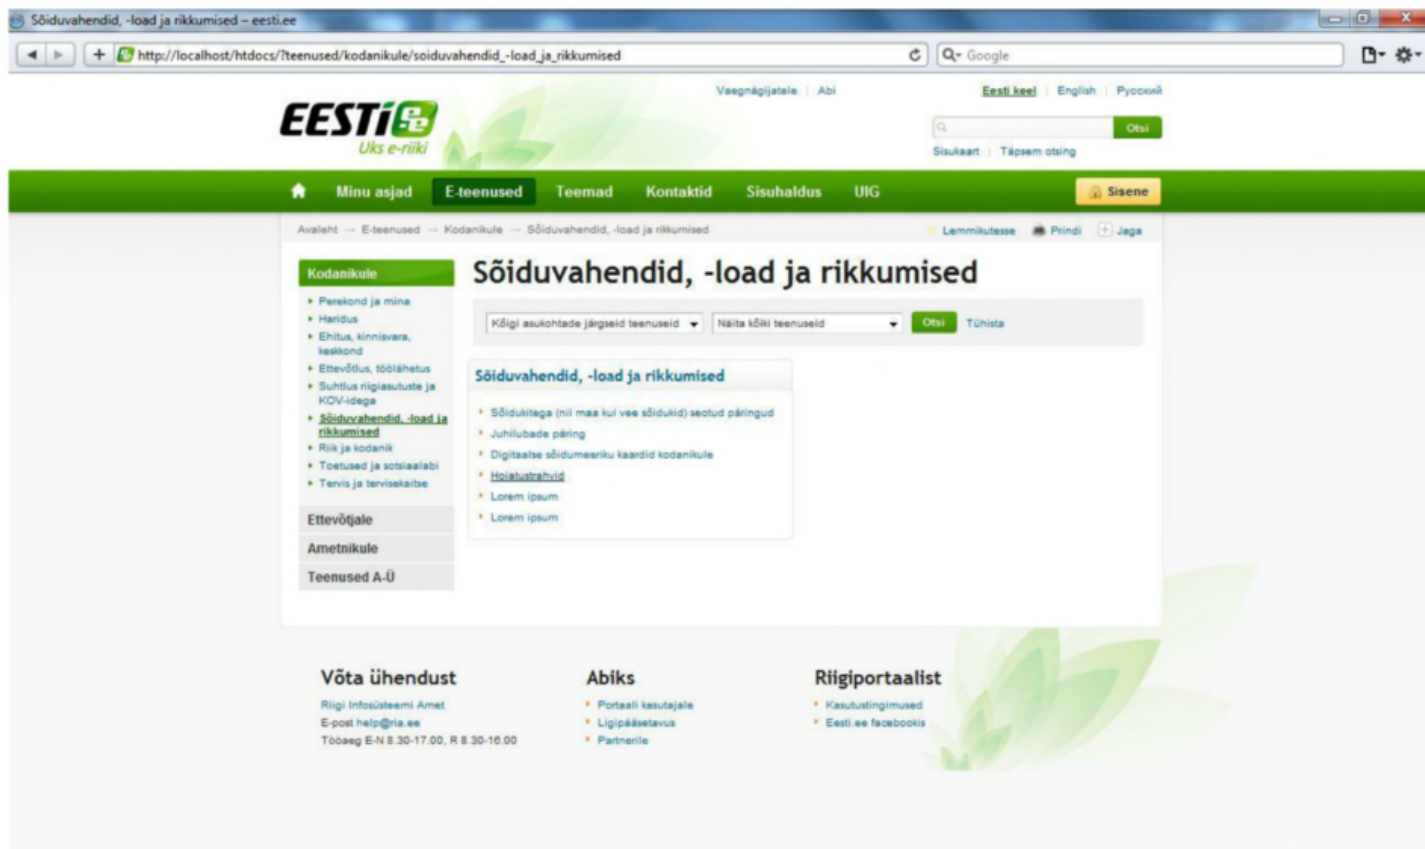 Sõiduvahendid, -load ja rikkumised – eesti.ee
http://localhost/htdocs/?teenused/kodanikule/soiduvahendid_-load_ja_rikkumised
Google
Vaegnägijatele Abi
Eesti keel English Русский
EESTi.ee
Uks e-riiki
Otsi
Sisukaart Täpsem otsing
Minu asjad E-teenused Teemad Kontaktid Sisuhaldus UIG Sisene
Avaleht → E-teenused → Kodanikule → Sõiduvahendid, -load ja rikkumised
Lemmikutesse Prindi Jaga
Kodanikule
Perekond ja mina
Haridus
Ehitus, kinnisvara,
keskkond
Ettevõtlus, töölähetus
Suhtlus riigiasutuste ja
KOV-idega
Sõiduvahendid, -load ja
rikkumised
Riik ja kodanik
Toetused ja sotsiaalabi
Tervis ja tervisekaitse
Ettevõtjale
Ametnikule
Teenused A-Ü
Sõiduvahendid, -load ja rikkumised
Kõigi asukohtade järgseid teenuseid Näita kõiki teenuseid Otsi Tühista
Sõiduvahendid, -load ja rikkumised
Sõidukitega (nii maa kui vee sõidukid) seotud päringud
Juhilubade päring
Digitaalse sõidumeeriku kaardid kodanikule
Hoiatustrahvid
Lorem ipsum
Lorem ipsum
Võta ühendust
Riigi Infosüsteemi Amet
E-post help@ria.ee
Tööaeg E-N 8.30-17.00, R 8.30-16.00
Abiks
Portaali kasutajale
Ligipääsetavus
Partnerile
Riigiportaalist
Kasutustingimused
Eesti.ee facebookis